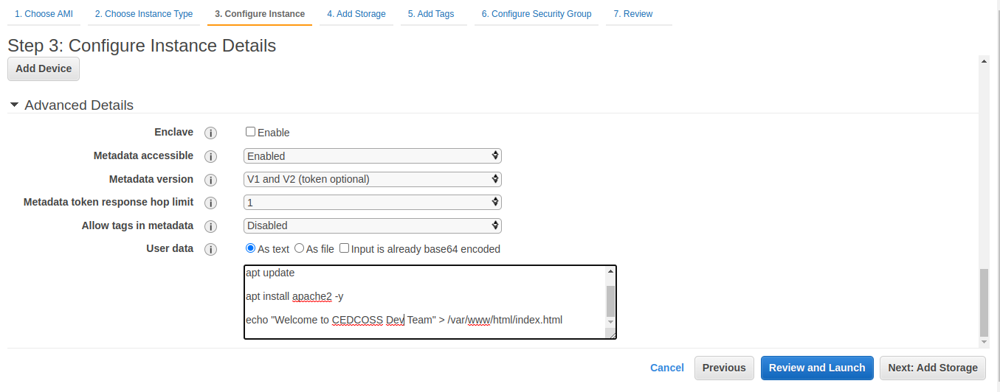 1. Choose AMI 2. Choose Instance Type 3. Configure Instance 4. Add Storage 5. Add Tags 6. Configure Security Group 7. Review
Step 3: Configure Instance Details
Add Device
Advanced Details
Enclave i Enable
Metadata accessible i Enabled
Metadata version i V1 and V2 (token optional)
Metadata token response hop limit i 1
Allow tags in metadata i Disabled
User data i As text As file Input is already base64 encoded
apt update
apt install apache2 -y
echo "Welcome to CEDCOSS Dev Team" > /var/www/html/index.html
Cancel Previous Review and Launch Next: Add Storage